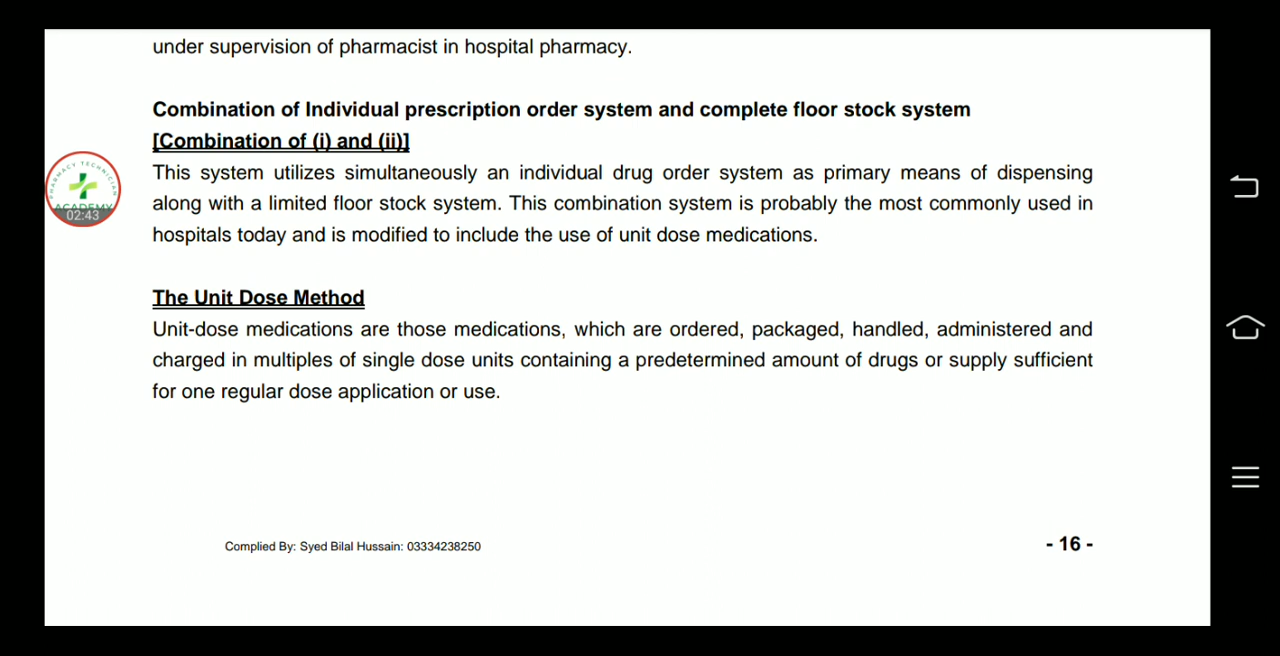 under supervision of pharmacist in hospital pharmacy.
Combination of Individual prescription order system and complete floor stock system
[Combination of (i) and (ii)]
This system utilizes simultaneously an individual drug order system as primary means of dispensing
along with a limited floor stock system. This combination system is probably the most commonly used in
hospitals today and is modified to include the use of unit dose medications.
The Unit Dose Method
Unit-dose medications are those medications, which are ordered, packaged, handled, administered and
charged in multiples of single dose units containing a predetermined amount of drugs or supply sufficient
for one regular dose application or use.
Complied By: Syed Bilal Hussain: 03334238250
- 16 -
PHARMACY TECHNICIAN
ACADEMY
02:43